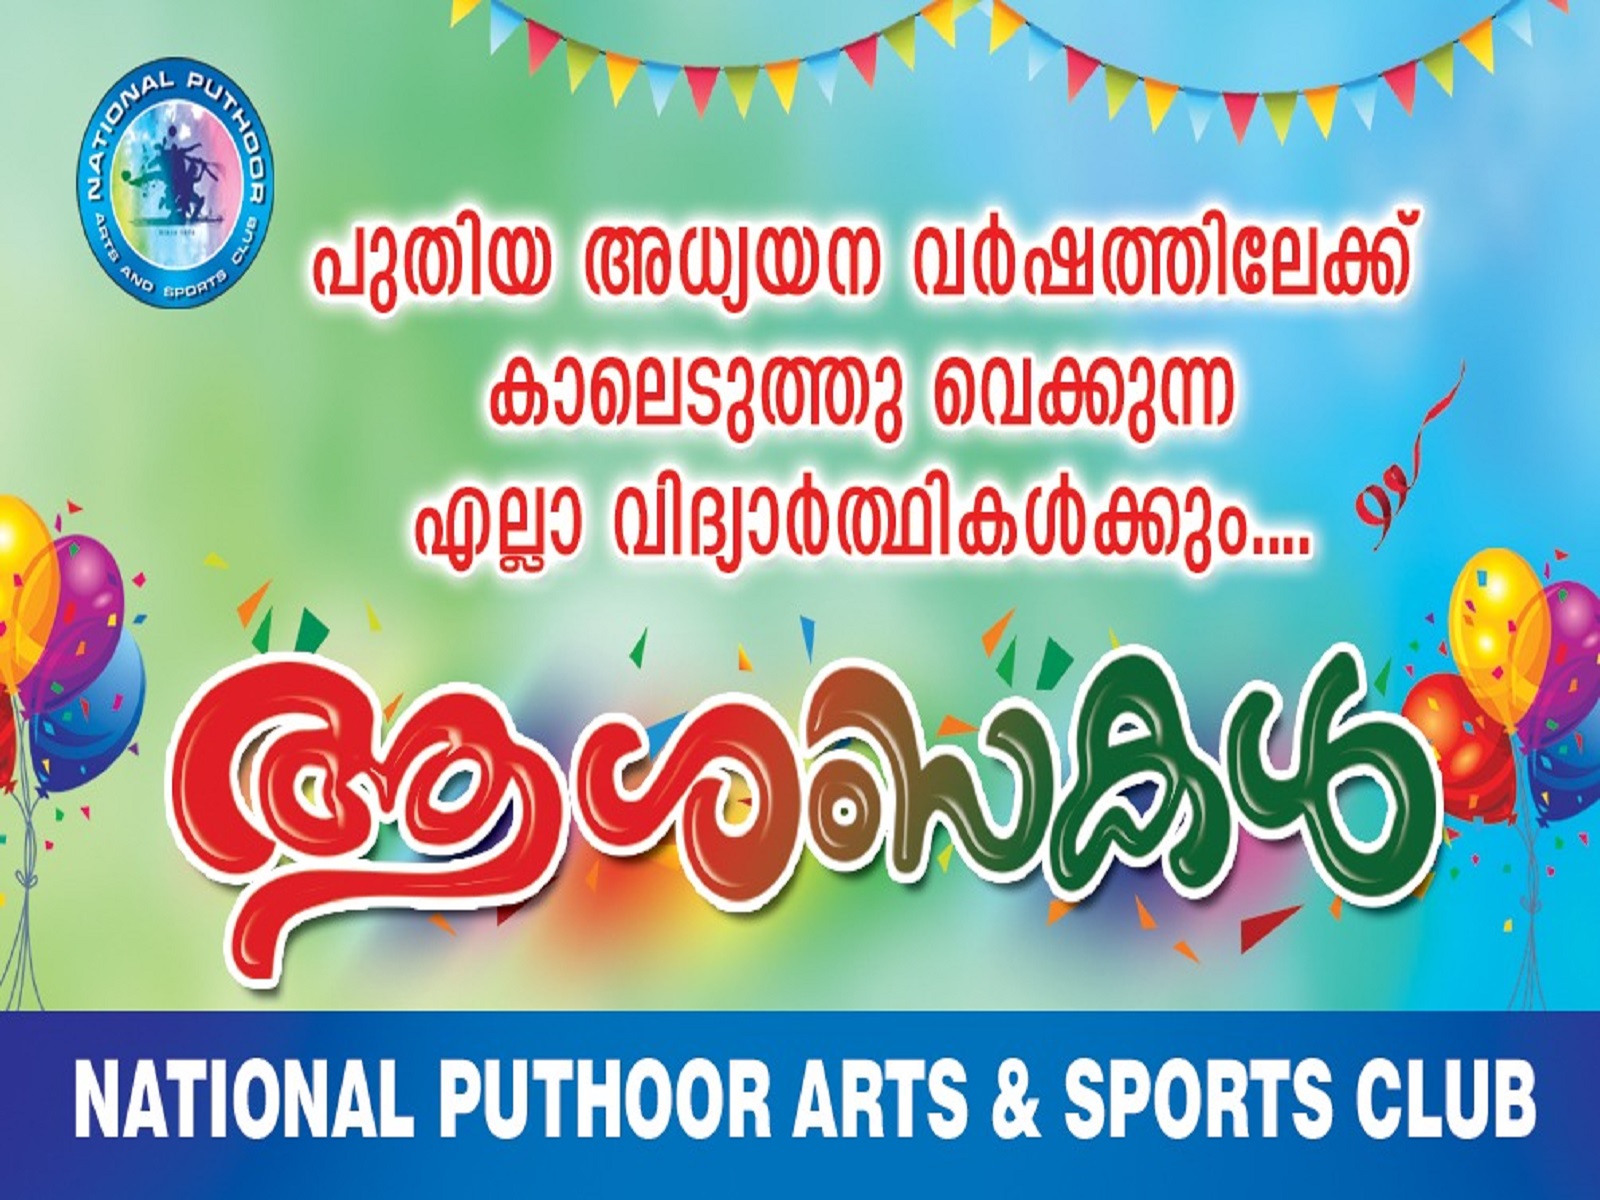 NATIONAL PUTHOOR
ARTS AND SPORTS CLUB
പുതിയ അധ്യയന വർഷത്തിലേക്ക്
കാലെടുത്തു വെക്കുന്ന
എല്ലാ വിദ്യാർത്ഥികൾക്കും....
ആശംസകൾ
NATIONAL PUTHOOR ARTS & SPORTS CLUB